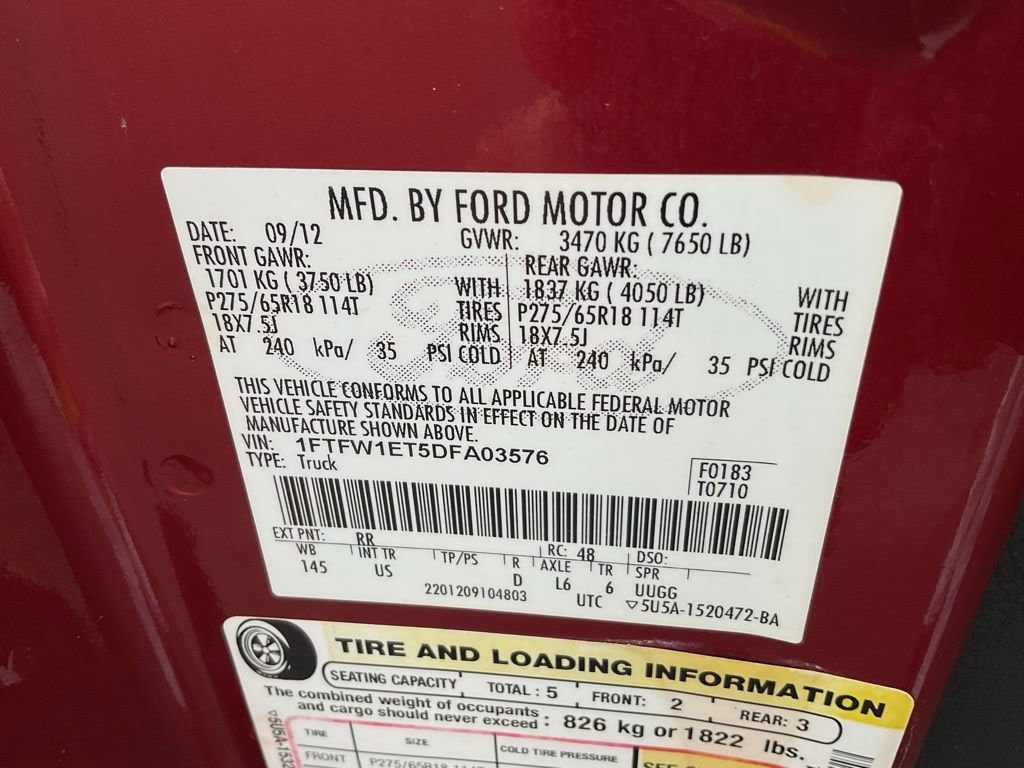 MFD. BY FORD MOTOR CO.
DATE: 09/12 GVWR: 3470 KG ( 7650 LB)
FRONT GAWR: REAR GAWR:
1701 KG ( 3750 LB) WITH 1837 KG ( 4050 LB) WITH
P275/65R18 114T TIRES P275/65R18 114T TIRES
18X7.5J RIMS 18X7.5J RIMS
AT 240 kPa/ 35 PSI COLD AT 240 kPa/ 35 PSI COLD
THIS VEHICLE CONFORMS TO ALL APPLICABLE FEDERAL MOTOR
VEHICLE SAFETY STANDARDS IN EFFECT ON THE DATE OF
MANUFACTURE SHOWN ABOVE.
VIN: 1FTFW1ET5DFA03576
TYPE: Truck
F0183
T0710
EXT PNT: RR RC: 48 DSO:
WB INT TR TP/PS R AXLE TR SPR
145 US D L6 6 UUGG
2201209104803 UTC ▽5U5A-1520472-BA
TIRE AND LOADING INFORMATION
SEATING CAPACITY TOTAL : 5 FRONT: 2 REAR: 3
The combined weight of occupants
and cargo should never exceed : 826 kg or 1822 lbs.
TIRE SIZE COLD TIRE PRESSURE
FRONT